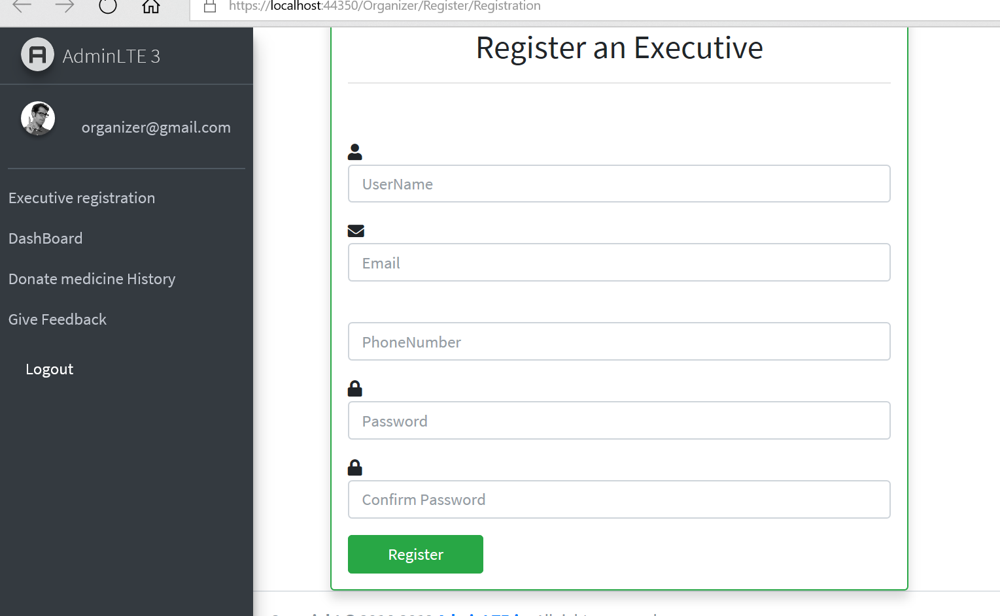 https://localhost:44350/Organizer/Register/Registration
AdminLTE 3
organizer@gmail.com
Executive registration
DashBoard
Donate medicine History
Give Feedback
Logout
Register an Executive
UserName
Email
PhoneNumber
Password
Confirm Password
Register